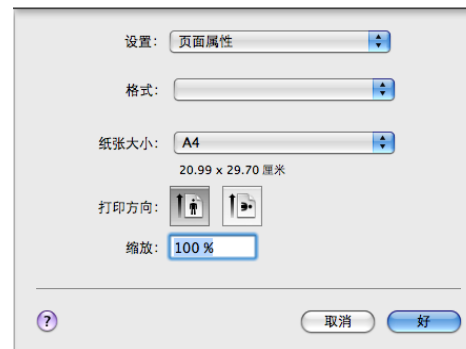 设置: 页面属性
格式:
纸张大小: A4
20.99 x 29.70 厘米
打印方向:
缩放: 100 %
? 取消 好